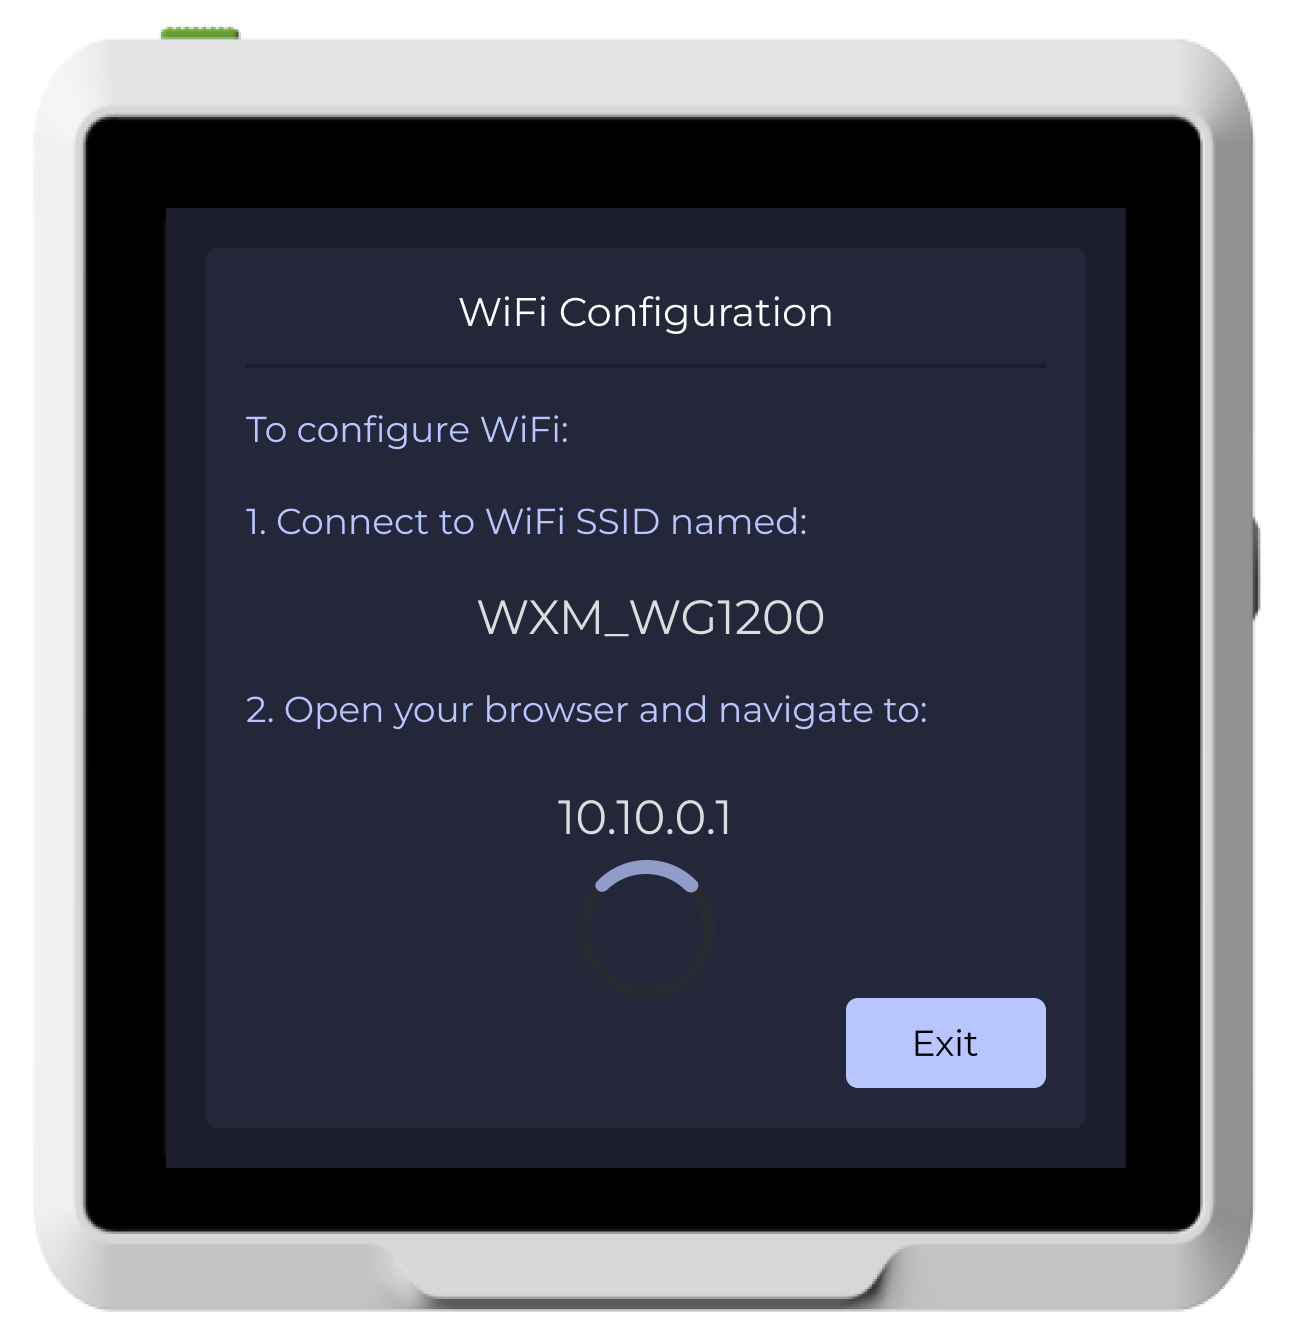 WiFi Configuration
To configure WiFi:
1. Connect to WiFi SSID named:
WXM_WG1200
2. Open your browser and navigate to:
10.10.0.1
Exit